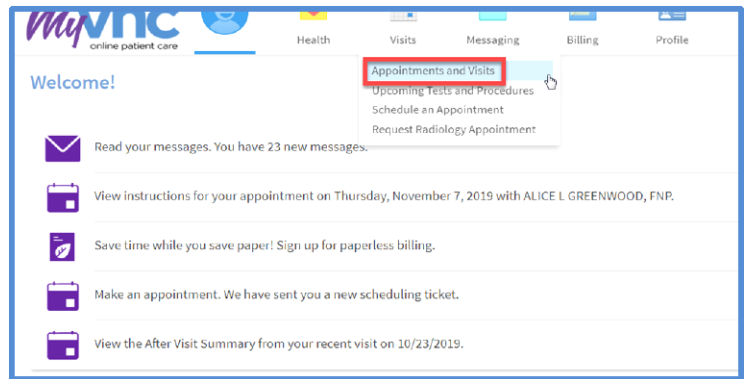 MyVNC
online patient care
Health Visits Messaging Billing Profile
Welcome!
Appointments and Visits
Upcoming Tests and Procedures
Schedule an Appointment
Request Radiology Appointment
Read your messages. You have 23 new messages.
View instructions for your appointment on Thursday, November 7, 2019 with ALICE L GREENWOOD, FNP.
Save time while you save paper! Sign up for paperless billing.
Make an appointment. We have sent you a new scheduling ticket.
View the After Visit Summary from your recent visit on 10/23/2019.